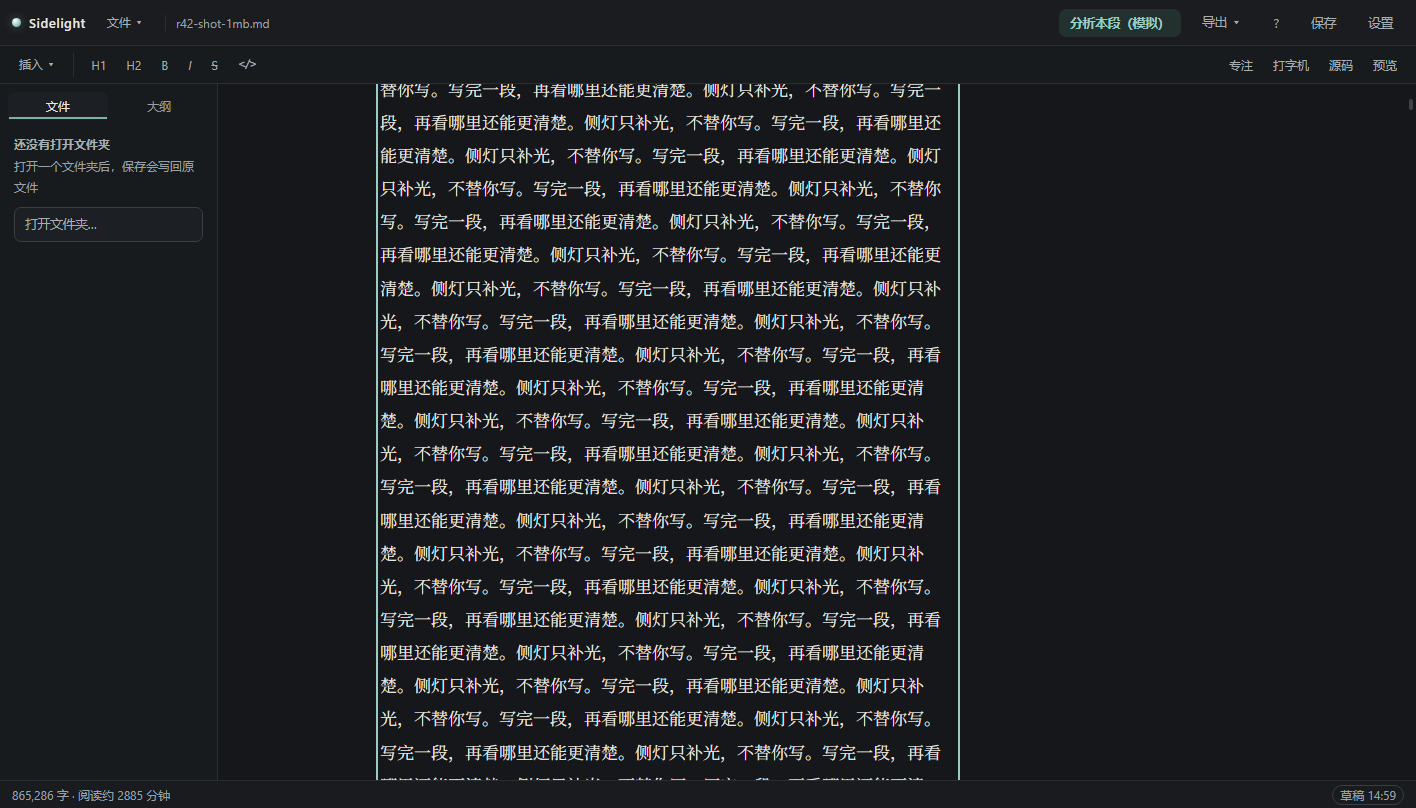 Sidelight 文件 r42-shot-1mb.md 分析本段（模拟） 导出 ? 保存 设置
插入 H1 H2 B I S </> 专注 打字机 源码 预览
文件 大纲
还没有打开文件夹
打开一个文件夹后，保存会写回原
文件
打开文件夹...
替你写。写完一段，再看哪里还能更清楚。侧灯只补光，不替你写。写完一
段，再看哪里还能更清楚。侧灯只补光，不替你写。写完一段，再看哪里还
能更清楚。侧灯只补光，不替你写。写完一段，再看哪里还能更清楚。侧灯
只补光，不替你写。写完一段，再看哪里还能更清楚。侧灯只补光，不替你
写。写完一段，再看哪里还能更清楚。侧灯只补光，不替你写。写完一段，
再看哪里还能更清楚。侧灯只补光，不替你写。写完一段，再看哪里还能更
清楚。侧灯只补光，不替你写。写完一段，再看哪里还能更清楚。侧灯只补
光，不替你写。写完一段，再看哪里还能更清楚。侧灯只补光，不替你写。
写完一段，再看哪里还能更清楚。侧灯只补光，不替你写。写完一段，再看
哪里还能更清楚。侧灯只补光，不替你写。写完一段，再看哪里还能更清
楚。侧灯只补光，不替你写。写完一段，再看哪里还能更清楚。侧灯只补
光，不替你写。写完一段，再看哪里还能更清楚。侧灯只补光，不替你写。
写完一段，再看哪里还能更清楚。侧灯只补光，不替你写。写完一段，再看
哪里还能更清楚。侧灯只补光，不替你写。写完一段，再看哪里还能更清
楚。侧灯只补光，不替你写。写完一段，再看哪里还能更清楚。侧灯只补
光，不替你写。写完一段，再看哪里还能更清楚。侧灯只补光，不替你写。
写完一段，再看哪里还能更清楚。侧灯只补光，不替你写。写完一段，再看
哪里还能更清楚。侧灯只补光，不替你写。写完一段，再看哪里还能更清
楚。侧灯只补光，不替你写。写完一段，再看哪里还能更清楚。侧灯只补
光，不替你写。写完一段，再看哪里还能更清楚。侧灯只补光，不替你写。
写完一段，再看哪里还能更清楚。侧灯只补光，不替你写。写完一段，再看
865,286 字 · 阅读约 2885 分钟 草稿 14:59